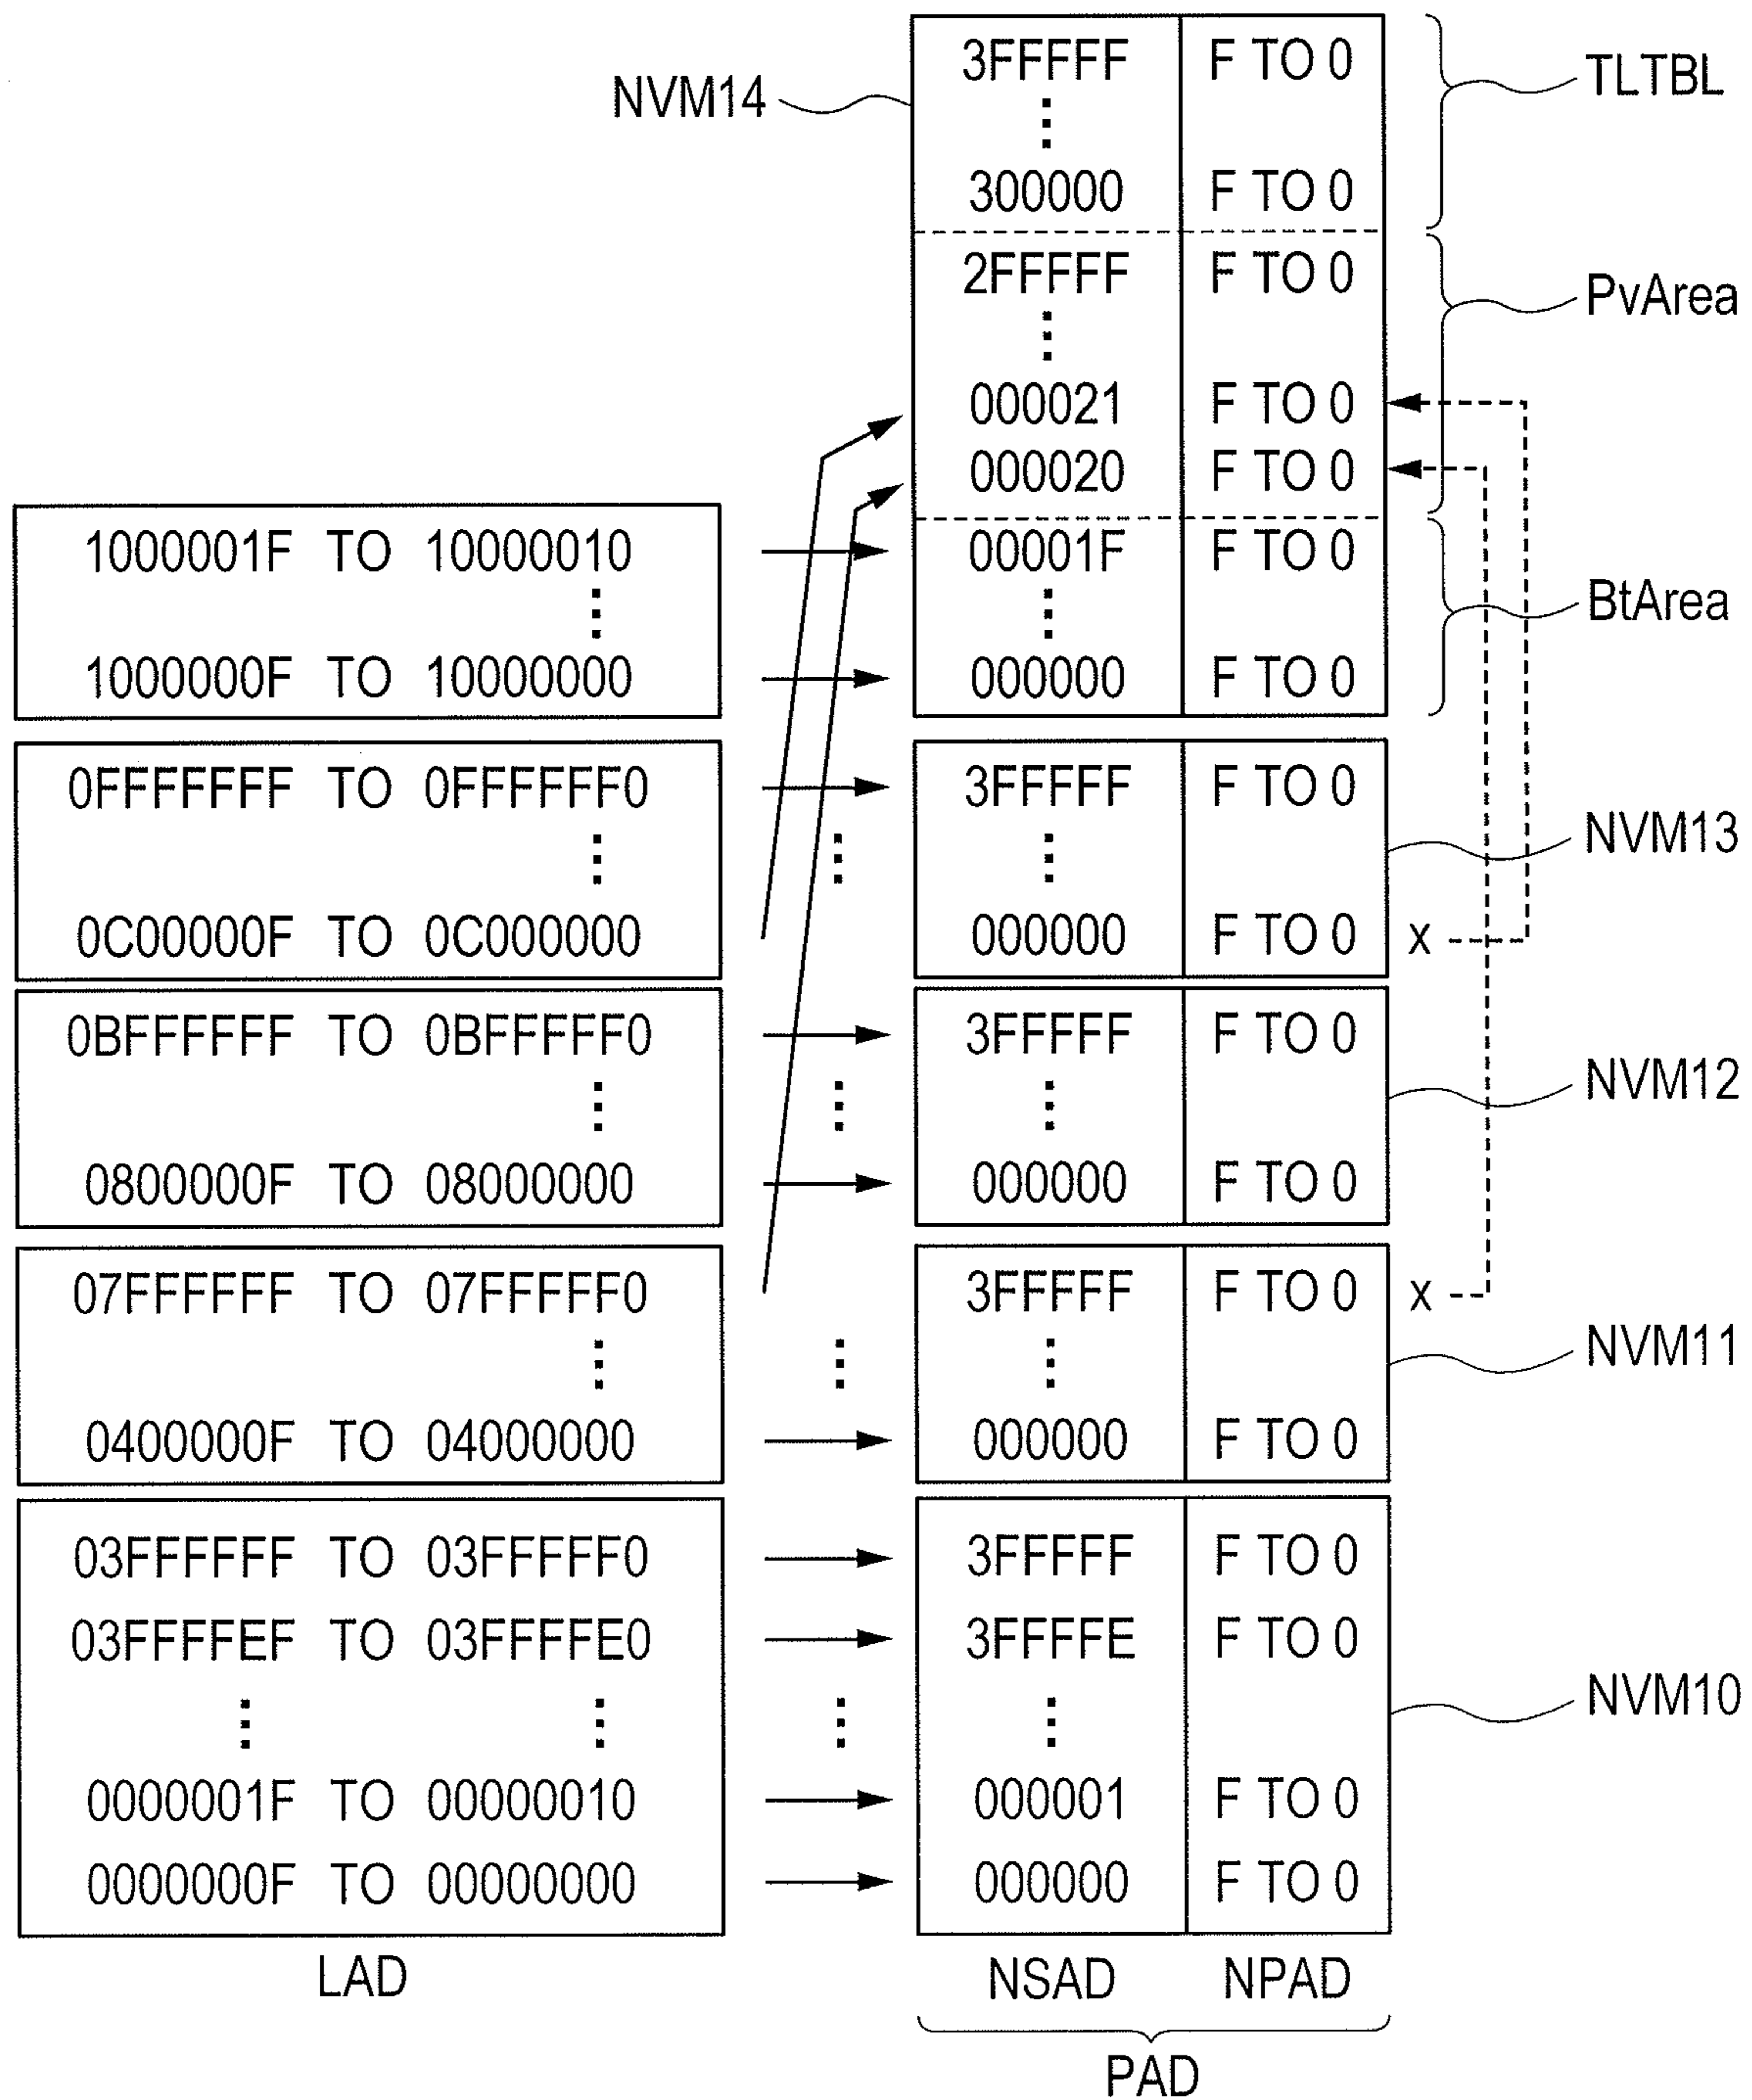 3FFFFF F TO 0 TLTBL
NVM14
300000 F TO 0
2FFFFF F TO 0
PvArea
000021 F TO 0
000020 F TO 0
1000001F TO 10000010 00001F F TO 0
BtArea
1000000F TO 10000000 000000 F TO 0
0FFFFFFF TO 0FFFFFF0 3FFFFF F TO 0
NVM13
0C00000F TO 0C000000 000000 F TO 0 X
0BFFFFFF TO 0BFFFFF0 3FFFFF F TO 0
NVM12
0800000F TO 08000000 000000 F TO 0
07FFFFFF TO 07FFFFF0 3FFFFF F TO 0 X
NVM11
0400000F TO 04000000 000000 F TO 0
03FFFFFF TO 03FFFFF0 3FFFFF F TO 0
03FFFFEF TO 03FFFFE0 3FFFFE F TO 0
NVM10
0000001F TO 00000010 000001 F TO 0
0000000F TO 00000000 000000 F TO 0
LAD NSAD NPAD
PAD